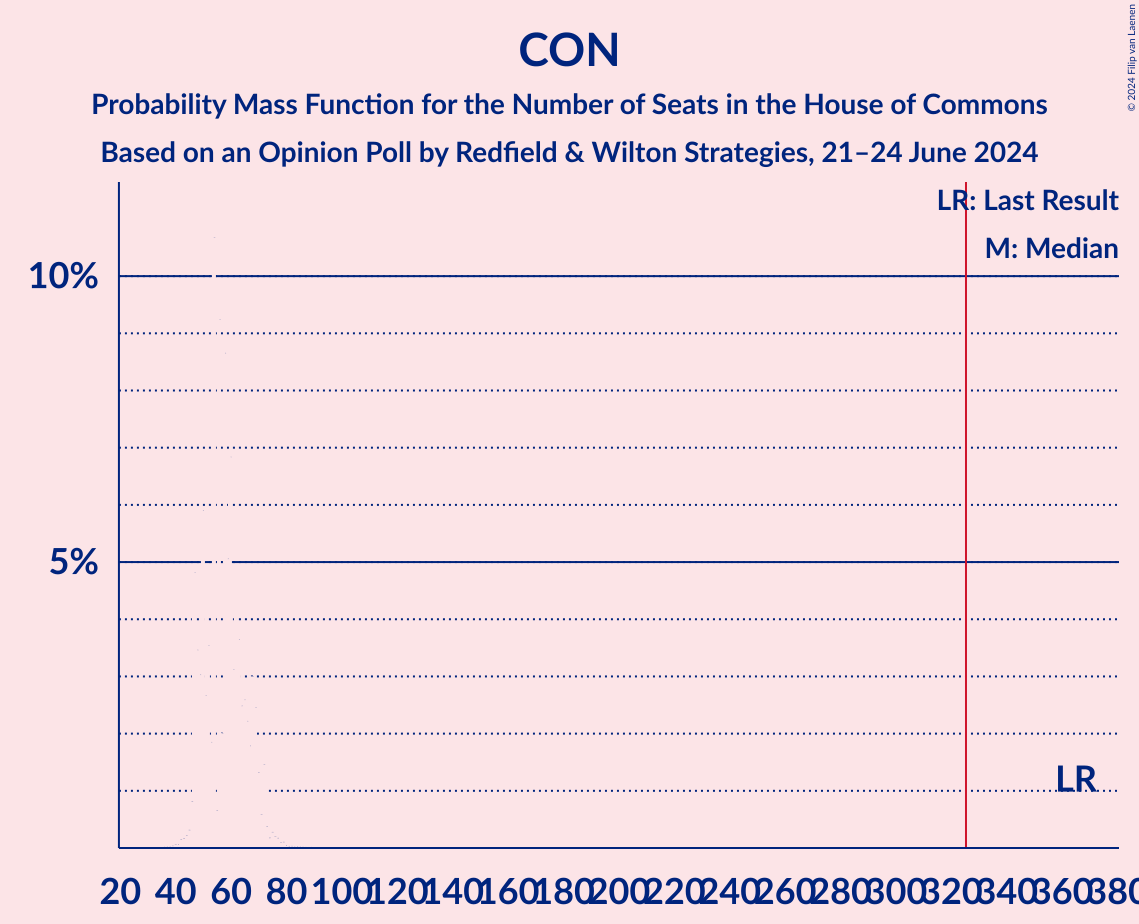 CON
Probability Mass Function for the Number of Seats in the House of Commons
Based on an Opinion Poll by Redfield & Wilton Strategies, 21–24 June 2024
© 2024 Filip van Laenen
LR: Last Result
M: Median
10%
5%
LR
20 40 60 80 100 120 140 160 180 200 220 240 260 280 300 320 340 360 380